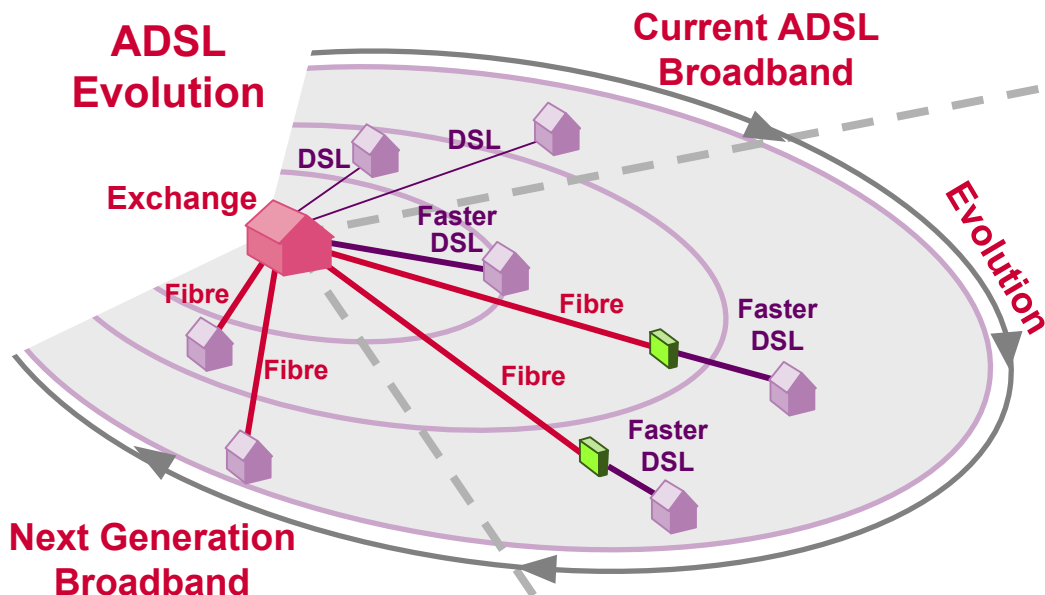 ADSL
Evolution
Current ADSL
Broadband
DSL
DSL
Exchange
Faster
DSL
Evolution
Fibre
Fibre
Faster
DSL
Fibre
Fibre
Faster
DSL
Next Generation
Broadband